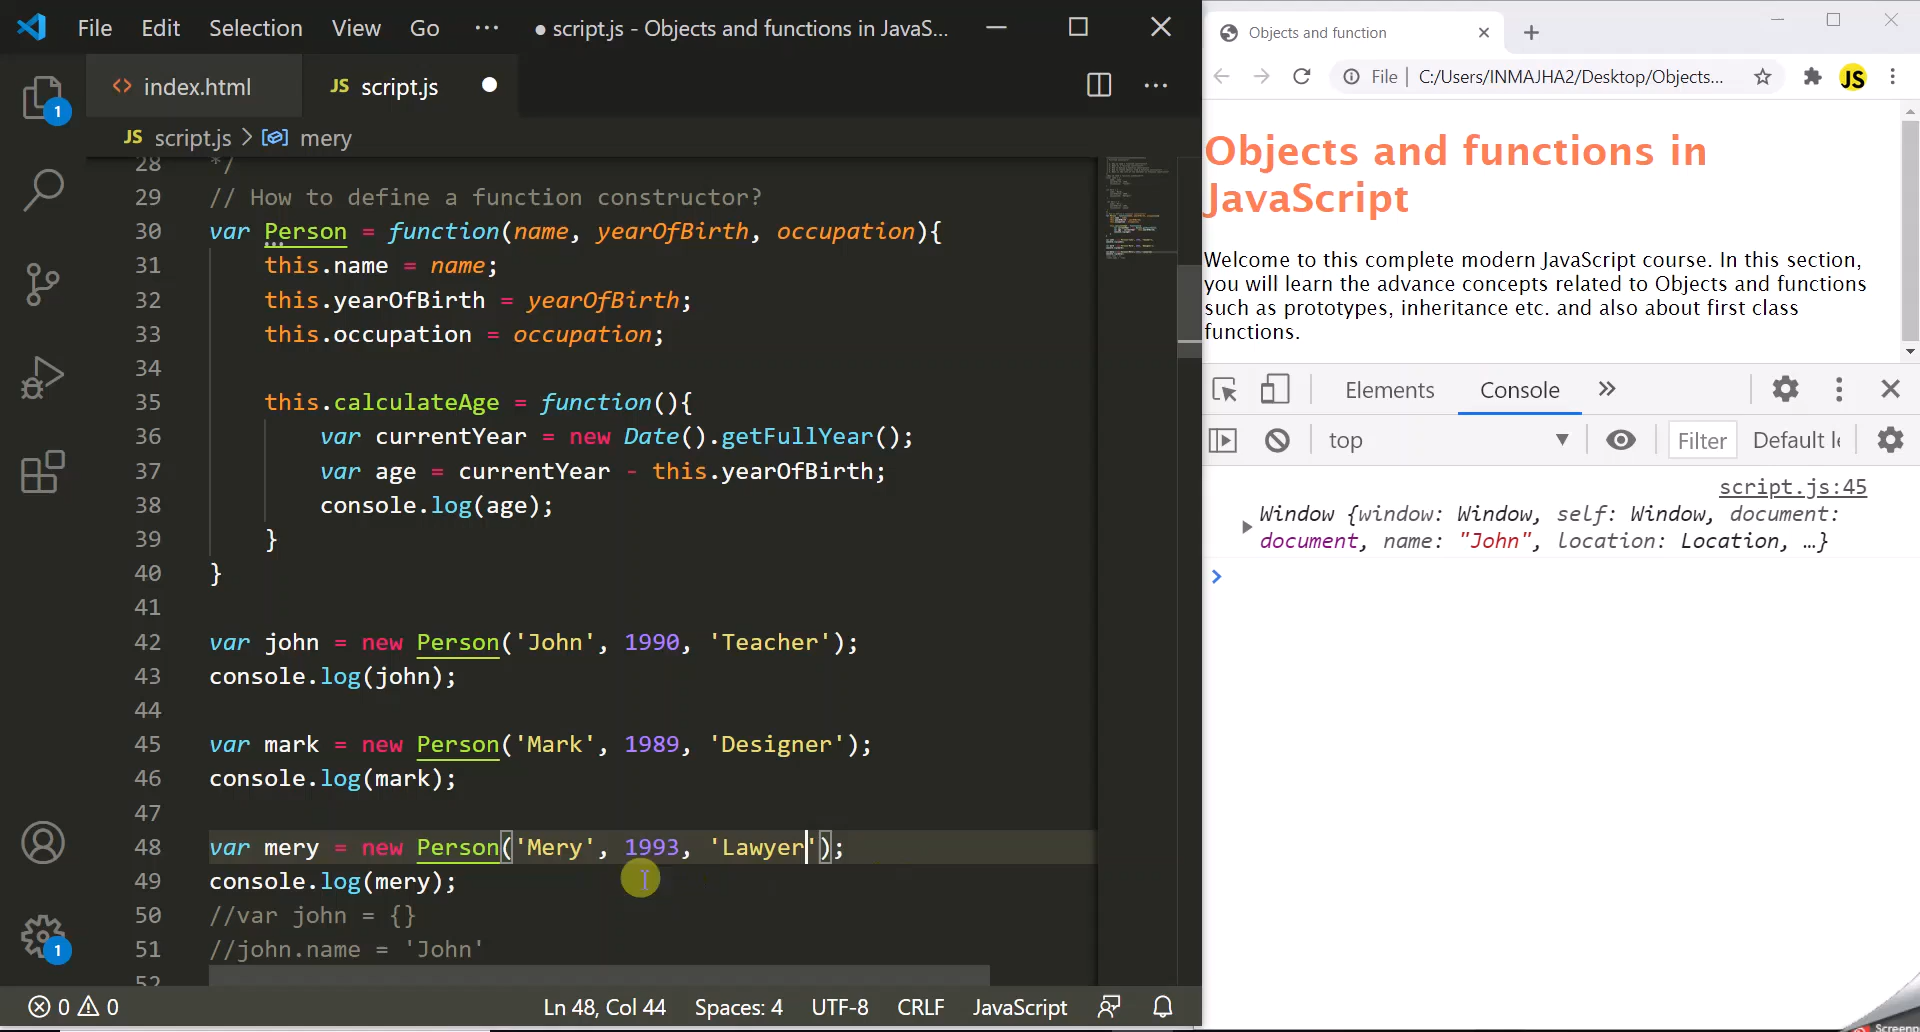 File Edit Selection View Go ··· ● script.js - Objects and functions in JavaS...
index.html JS script.js
JS script.js > mery
28 */
29 // How to define a function constructor?
30 var Person = function(name, yearOfBirth, occupation){
31 this.name = name;
32 this.yearOfBirth = yearOfBirth;
33 this.occupation = occupation;
34
35 this.calculateAge = function(){
36 var currentYear = new Date().getFullYear();
37 var age = currentYear - this.yearOfBirth;
38 console.log(age);
39 }
40 }
41
42 var john = new Person('John', 1990, 'Teacher');
43 console.log(john);
44
45 var mark = new Person('Mark', 1989, 'Designer');
46 console.log(mark);
47
48 var mery = new Person('Mery', 1993, 'Lawyer');
49 console.log(mery);
50 //var john = {}
51 //john.name = 'John'
52
1
1
0 0 Ln 48, Col 44 Spaces: 4 UTF-8 CRLF JavaScript
Objects and function
File | C:/Users/INMAJHA2/Desktop/Objects... JS
Objects and functions in
JavaScript
Welcome to this complete modern JavaScript course. In this section,
you will learn the advance concepts related to Objects and functions
such as prototypes, inheritance etc. and also about first class
functions.
Elements Console »
top Filter Default le
script.js:45
Window {window: Window, self: Window, document:
document, name: "John", location: Location, …}